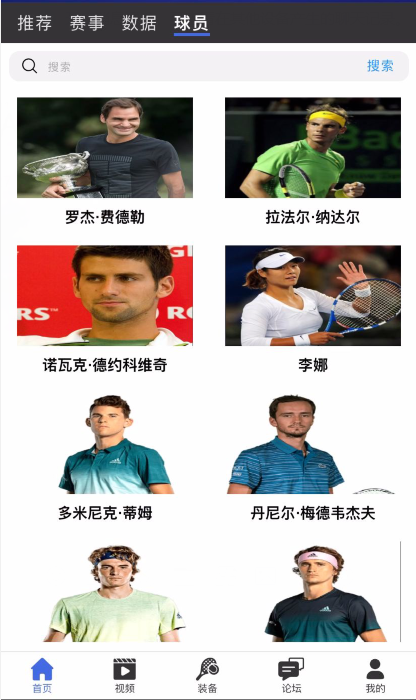 推荐 赛事 数据 球员
搜索 搜索
罗杰·费德勒 拉法尔·纳达尔
RS
诺瓦克·德约科维奇 李娜
多米尼克·蒂姆 丹尼尔·梅德韦杰夫
首页 视频 装备 论坛 我的